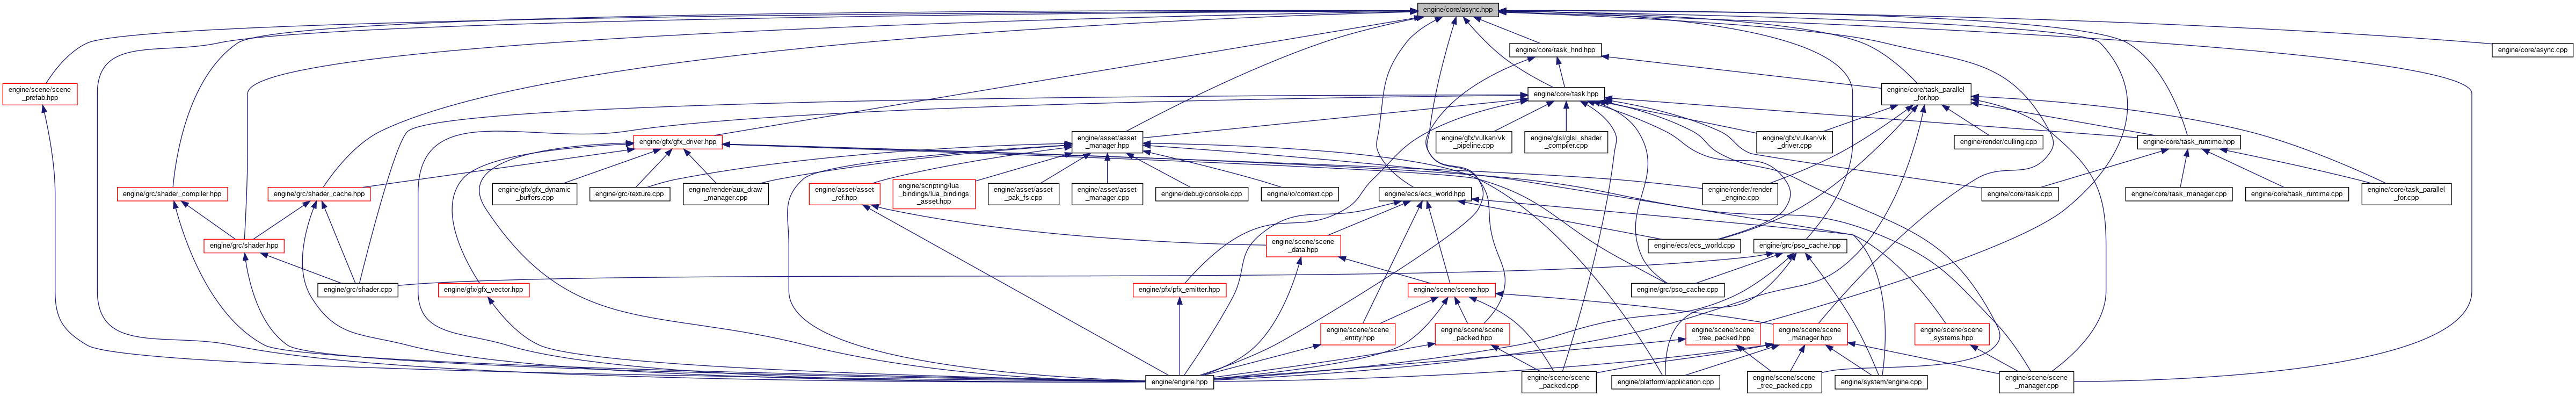 engine/core/async.hpp
engine/core/task_hnd.hpp
engine/core/async.cpp
engine/scene/scene
_prefab.hpp
engine/core/task.hpp
engine/core/task_parallel
_for.hpp
engine/gfx/gfx_driver.hpp
engine/asset/asset
_manager.hpp
engine/gfx/vulkan/vk
_pipeline.cpp
engine/glsl/glsl_shader
_compiler.cpp
engine/gfx/vulkan/vk
_driver.cpp
engine/render/culling.cpp
engine/core/task_runtime.hpp
engine/grc/shader_compiler.hpp
engine/grc/shader_cache.hpp
engine/gfx/gfx_dynamic
_buffers.cpp
engine/grc/texture.cpp
engine/render/aux_draw
_manager.cpp
engine/asset/asset
_ref.hpp
engine/scripting/lua
_bindings/lua_bindings
_asset.hpp
engine/asset/asset
_pak_fs.cpp
engine/asset/asset
_manager.cpp
engine/debug/console.cpp
engine/io/context.cpp
engine/ecs/ecs_world.hpp
engine/render/render
_engine.cpp
engine/core/task.cpp
engine/core/task_manager.cpp
engine/core/task_runtime.cpp
engine/core/task_parallel
_for.cpp
engine/grc/shader.hpp
engine/scene/scene
_data.hpp
engine/ecs/ecs_world.cpp
engine/grc/pso_cache.hpp
engine/grc/shader.cpp
engine/gfx/gfx_vector.hpp
engine/pfx/pfx_emitter.hpp
engine/scene/scene.hpp
engine/grc/pso_cache.cpp
engine/scene/scene
_entity.hpp
engine/scene/scene
_packed.hpp
engine/scene/scene
_tree_packed.hpp
engine/scene/scene
_manager.hpp
engine/scene/scene
_systems.hpp
engine/engine.hpp
engine/scene/scene
_packed.cpp
engine/platform/application.cpp
engine/scene/scene
_tree_packed.cpp
engine/system/engine.cpp
engine/scene/scene
_manager.cpp